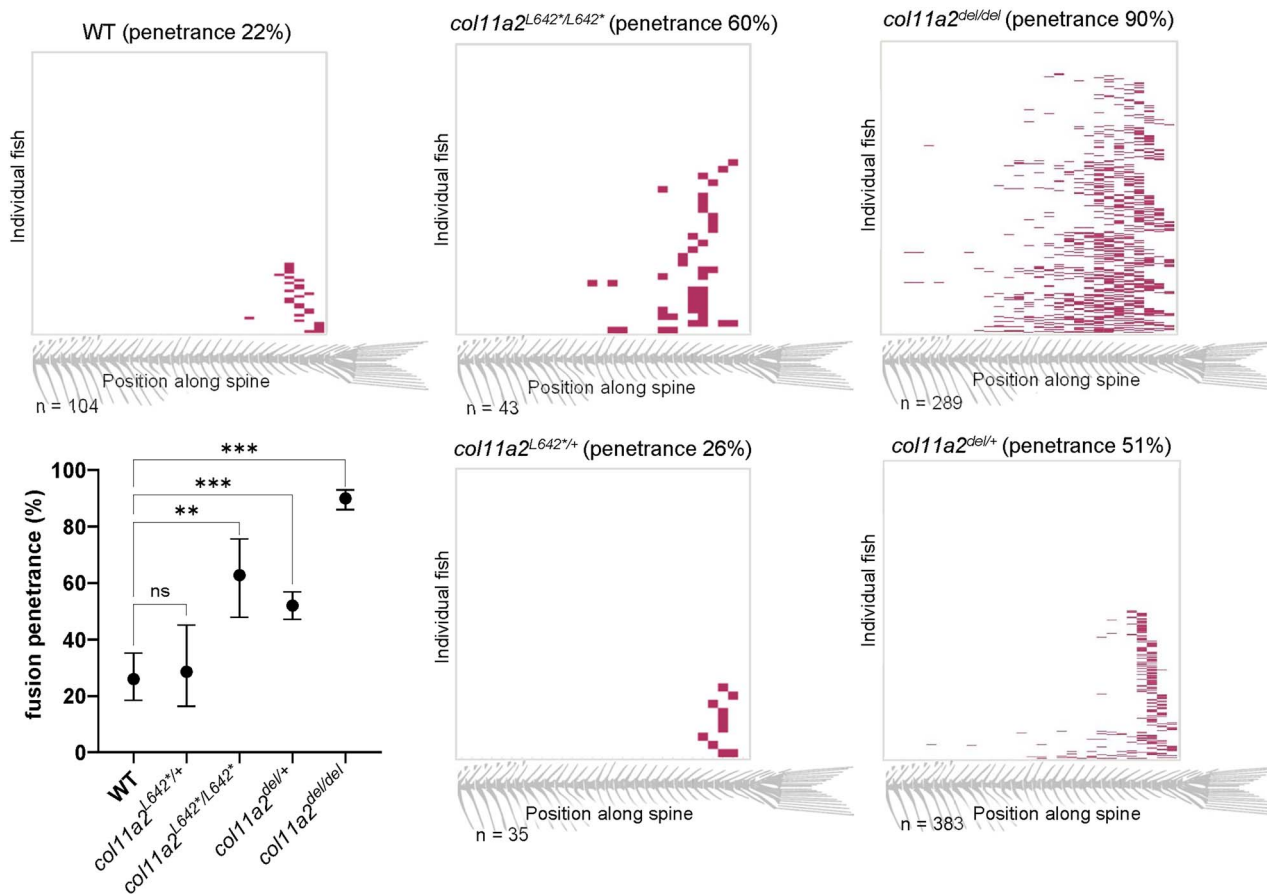 WT (penetrance 22%)
Individual fish
Position along spine
n = 104
col11a2L642*/L642* (penetrance 60%)
Individual fish
Position along spine
n = 43
col11a2del/del (penetrance 90%)
Individual fish
Position along spine
n = 289
fusion penetrance (%)
100
80
60
40
20
0
***
***
**
ns
WT
col11a2L642*/+
col11a2L642*/L642*
col11a2del/+
col11a2del/del
col11a2L642*/+ (penetrance 26%)
Individual fish
Position along spine
n = 35
col11a2del/+ (penetrance 51%)
Individual fish
Position along spine
n = 383